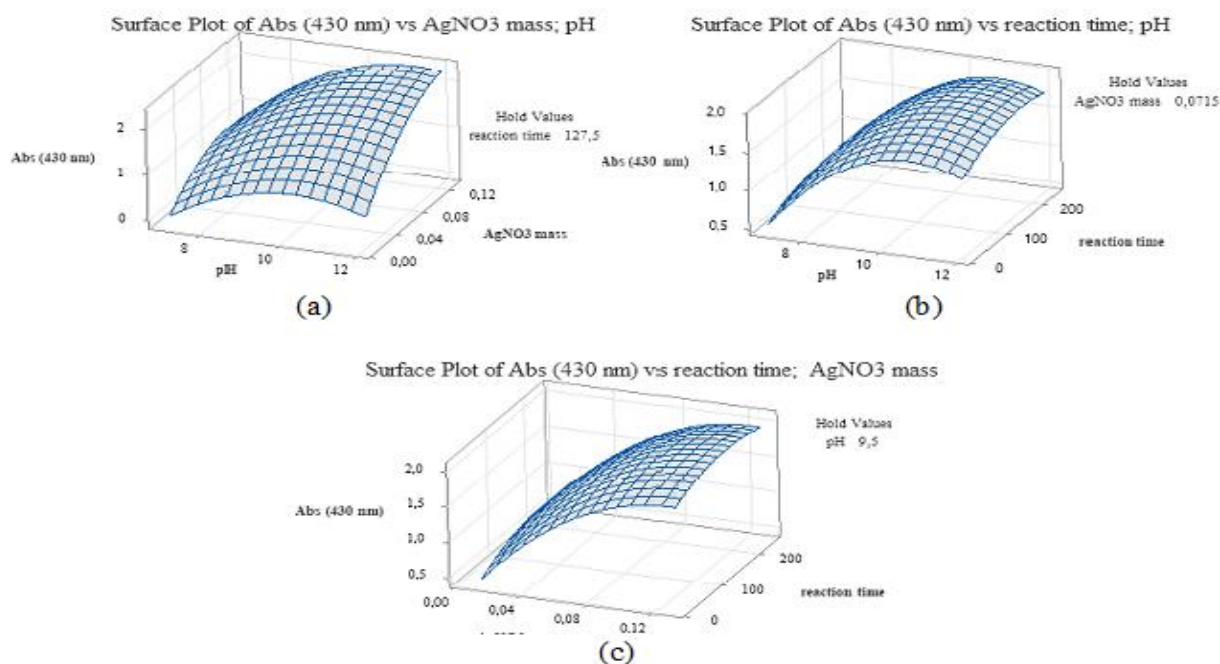 Surface Plot of Abs (430 nm) vs AgNO3 mass; pH
Hold Values
reaction time 127,5
2
1
0
Abs (430 nm)
8
10
12
pH
0,00
0,04
0,08
0,12
AgNO3 mass
(a)
Surface Plot of Abs (430 nm) vs reaction time; pH
Hold Values
AgNO3 mass 0,0715
2,0
1,5
1,0
0,5
Abs (430 nm)
8
10
12
pH
0
100
200
reaction time
(b)
Surface Plot of Abs (430 nm) vs reaction time; AgNO3 mass
Hold Values
pH 9,5
2,0
1,5
1,0
0,5
Abs (430 nm)
0,00
0,04
0,08
0,12
0
100
200
reaction time
(c)